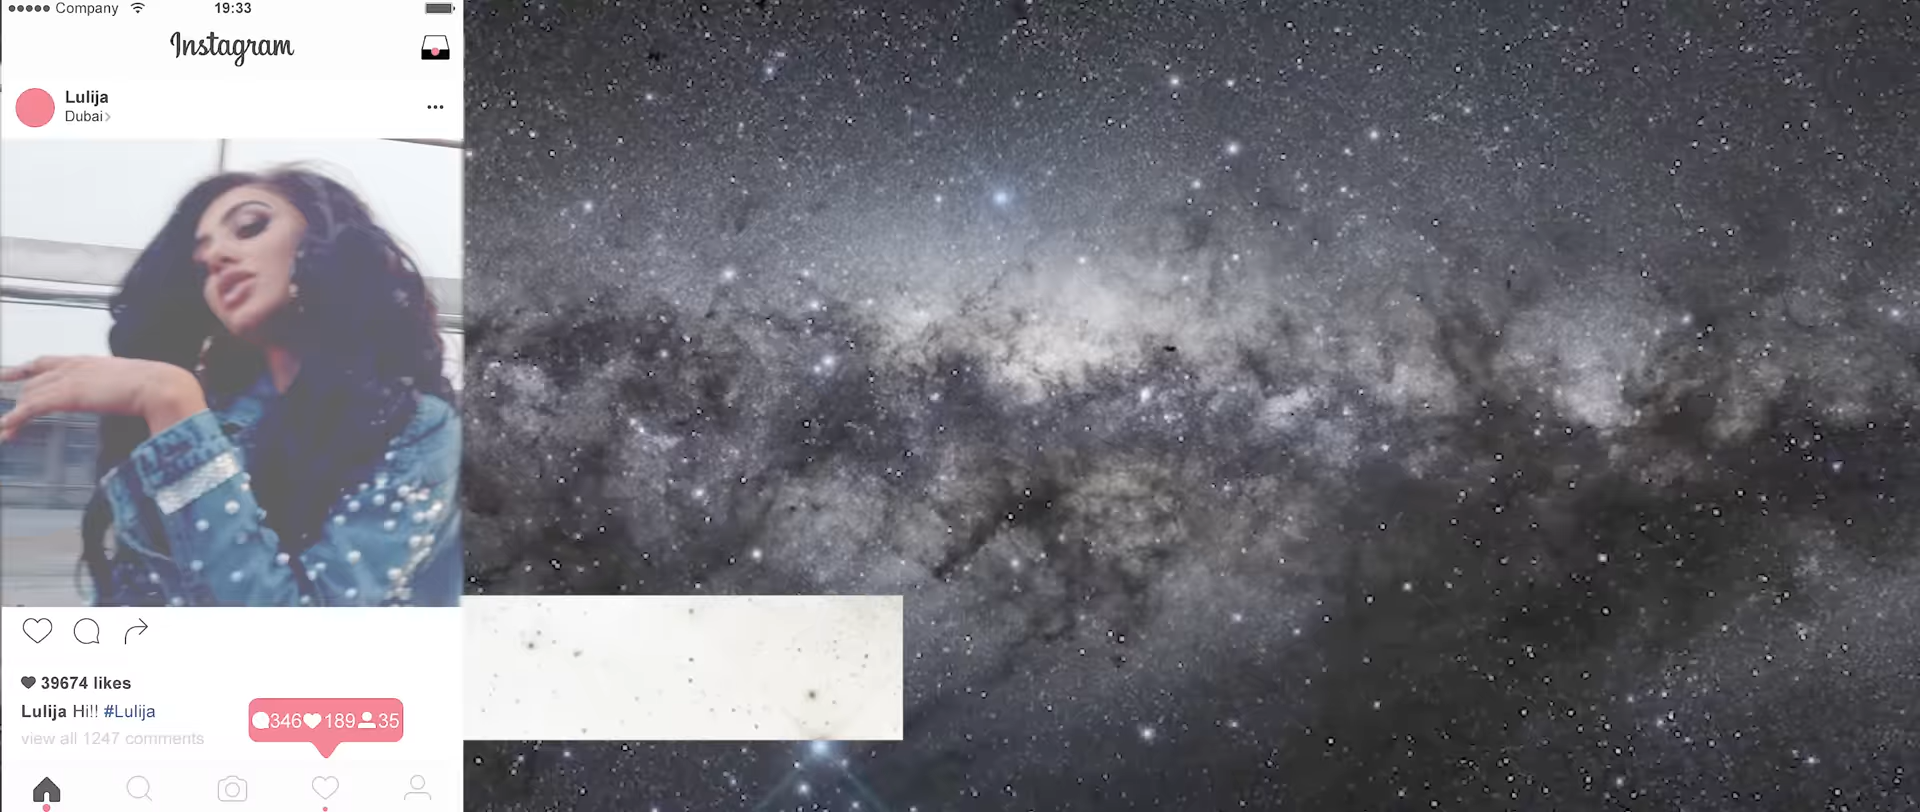 Company 19:33
Instagram
Lulija
Dubai
39674 likes
Lulija Hi!! #Lulija
view all 1247 comments
346 189 35